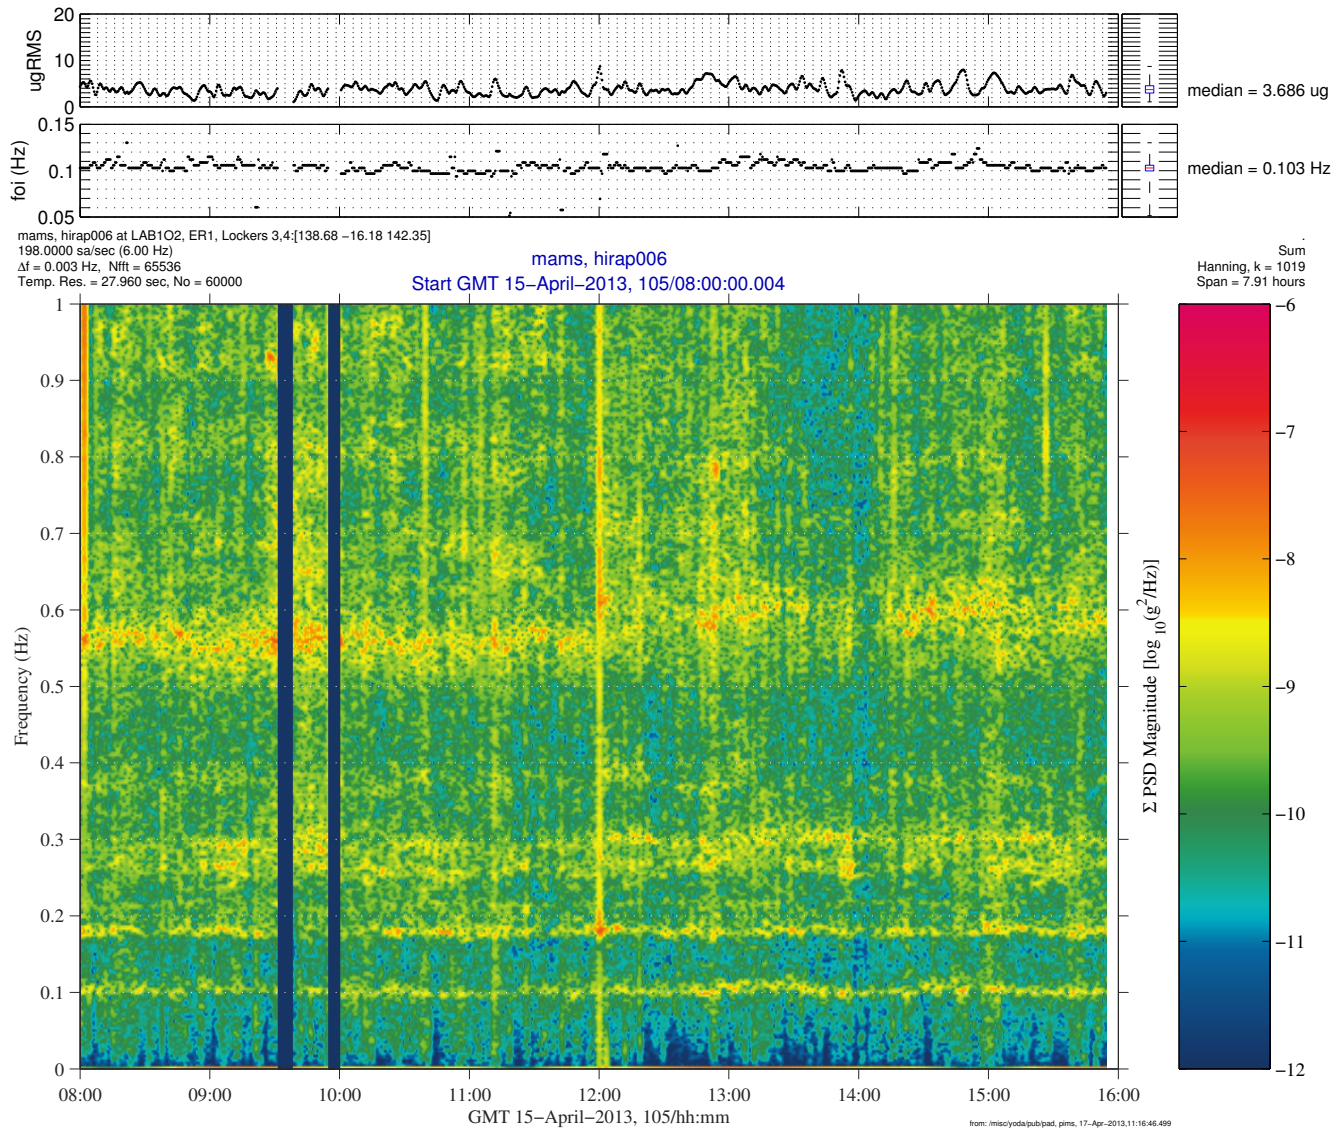 20
10
0
ugRMS
median = 3.686 ug
0.15
0.1
0.05
foi (Hz)
median = 0.103 Hz
mams, hirap006 at LAB1O2, ER1, Lockers 3,4:[138.68 −16.18 142.35]
198.0000 sa/sec (6.00 Hz)
Δf = 0.003 Hz, Nfft = 65536
Temp. Res. = 27.960 sec, No = 60000
mams, hirap006
Start GMT 15−April−2013, 105/08:00:00.004
.
Sum
Hanning, k = 1019
Span = 7.91 hours
1
0.9
0.8
0.7
0.6
0.5
0.4
0.3
0.2
0.1
0
Frequency (Hz)
08:00 09:00 10:00 11:00 12:00 13:00 14:00 15:00 16:00
GMT 15−April−2013, 105/hh:mm
−6
−7
−8
−9
−10
−11
−12
Σ PSD Magnitude [log10(g2/Hz)]
from: /misc/yoda/pub/pad, pims, 17−Apr−2013,11:16:46.499